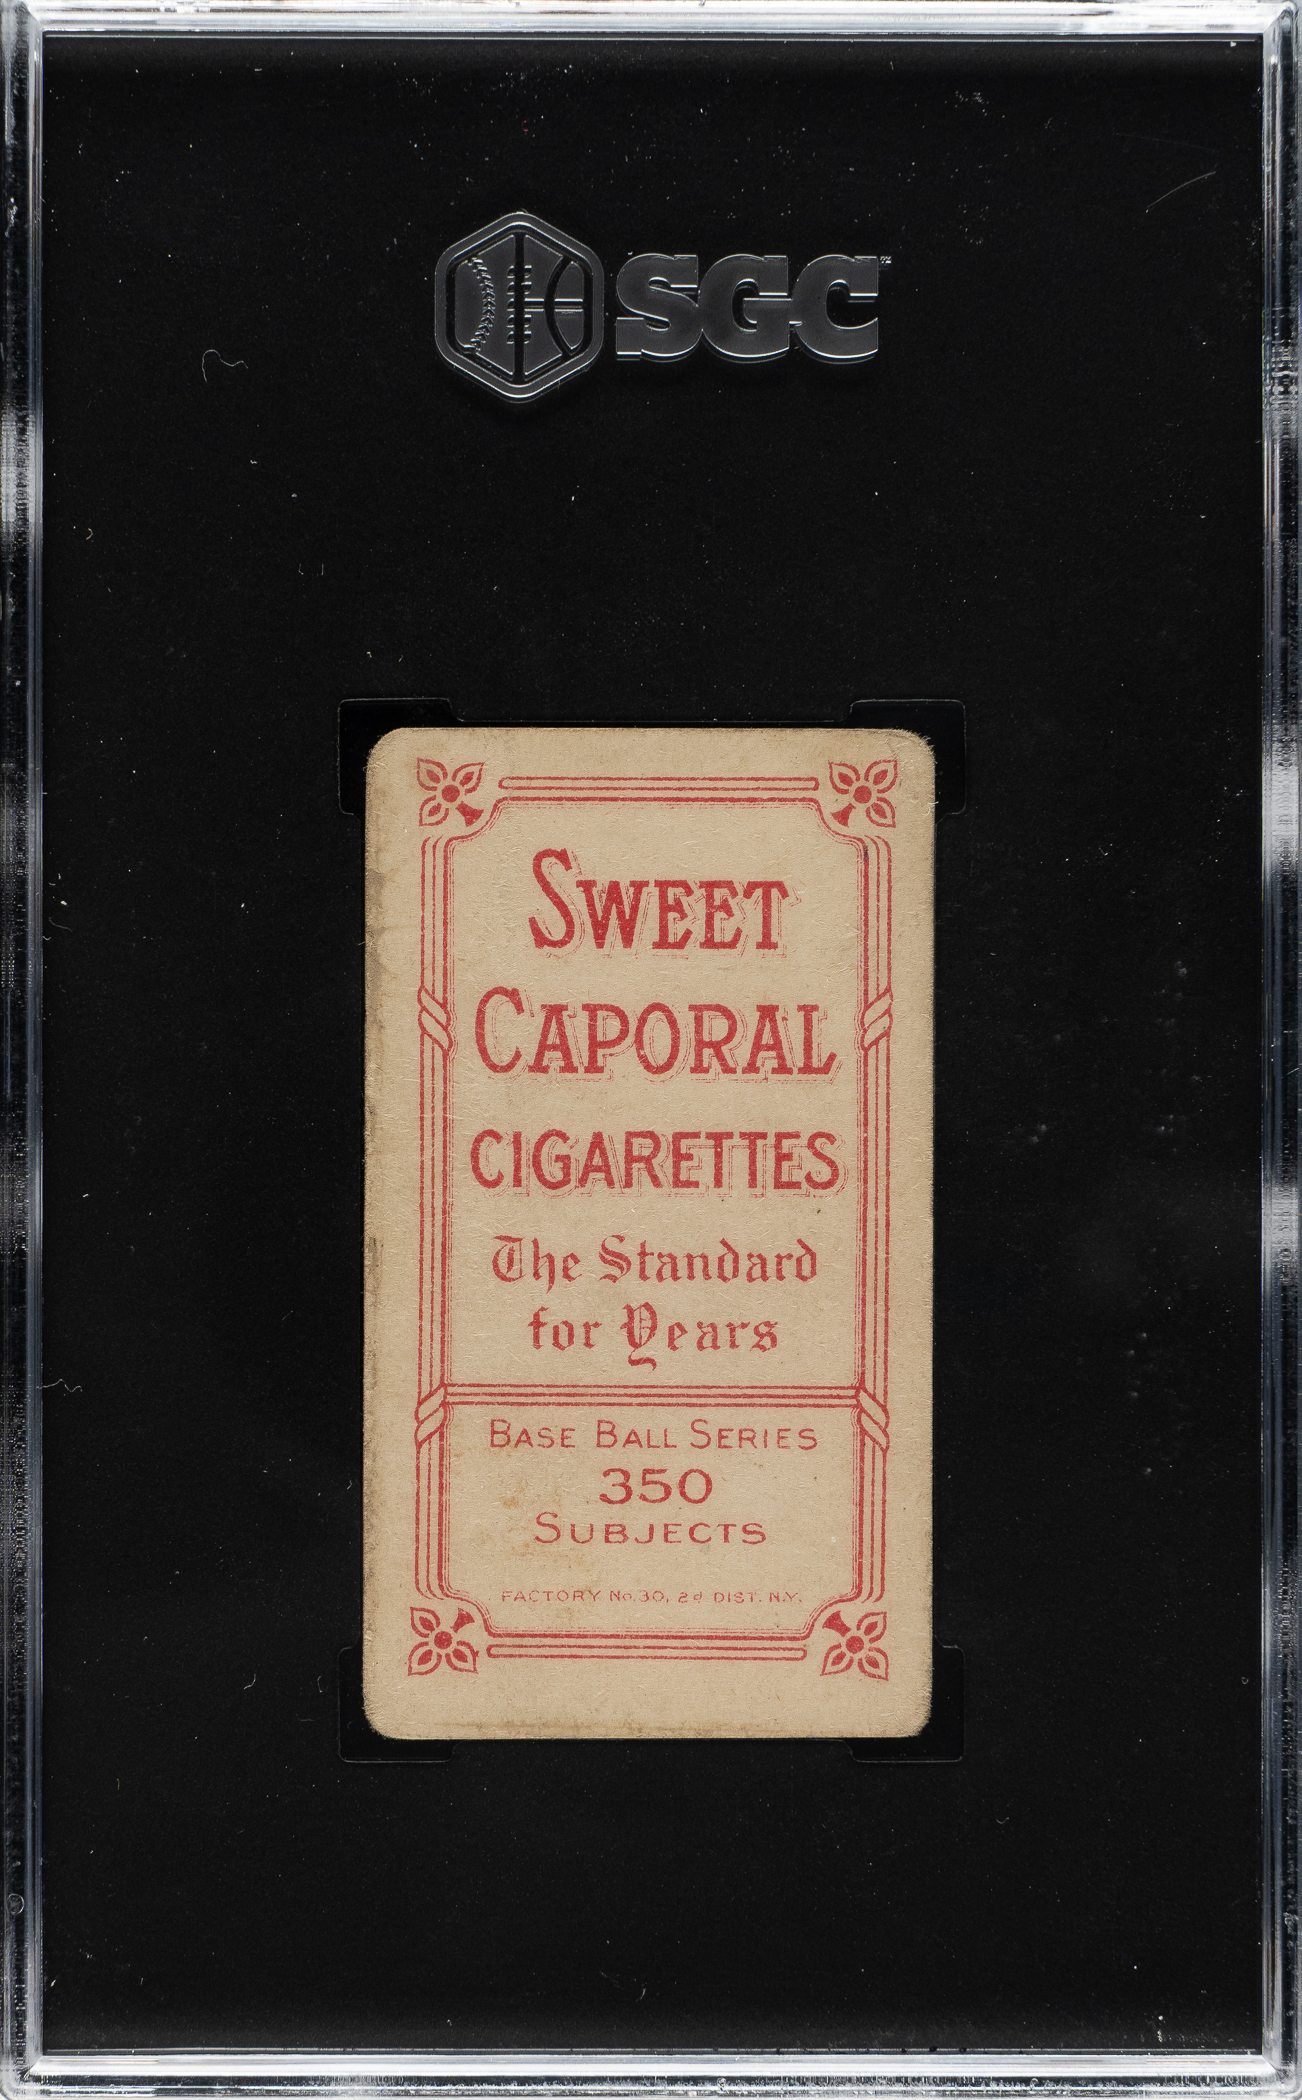 SGC
SWEET
CAPORAL
CIGARETTES
The Standard
for Years
BASE BALL SERIES
350
SUBJECTS
FACTORY No. 30, 2d DIST. N.Y.